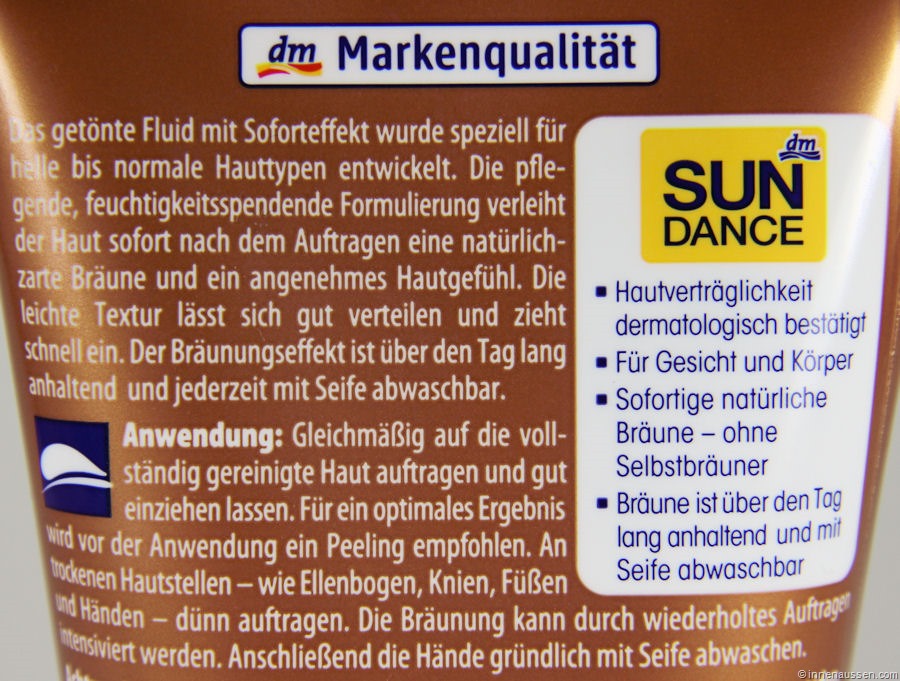 dm Markenqualität
Das getönte Fluid mit Soforteffekt wurde speziell für
helle bis normale Hauttypen entwickelt. Die pfle-
gende, feuchtigkeitsspendende Formulierung verleiht
der Haut sofort nach dem Auftragen eine natürlich-
zarte Bräune und ein angenehmes Hautgefühl. Die
leichte Textur lässt sich gut verteilen und zieht
schnell ein. Der Bräunungseffekt ist über den Tag lang
anhaltend und jederzeit mit Seife abwaschbar.
Anwendung: Gleichmäßig auf die voll-
ständig gereinigte Haut auftragen und gut
einziehen lassen. Für ein optimales Ergebnis
wird vor der Anwendung ein Peeling empfohlen. An
trockenen Hautstellen – wie Ellenbogen, Knien, Füßen
und Händen – dünn auftragen. Die Bräunung kann durch wiederholtes Auftragen
intensiviert werden. Anschließend die Hände gründlich mit Seife abwaschen.
dm
SUN
DANCE
▪ Hautverträglichkeit
dermatologisch bestätigt
▪ Für Gesicht und Körper
▪ Sofortige natürliche
Bräune – ohne
Selbstbräuner
▪ Bräune ist über den Tag
lang anhaltend und mit
Seife abwaschbar
© innenaussen.com